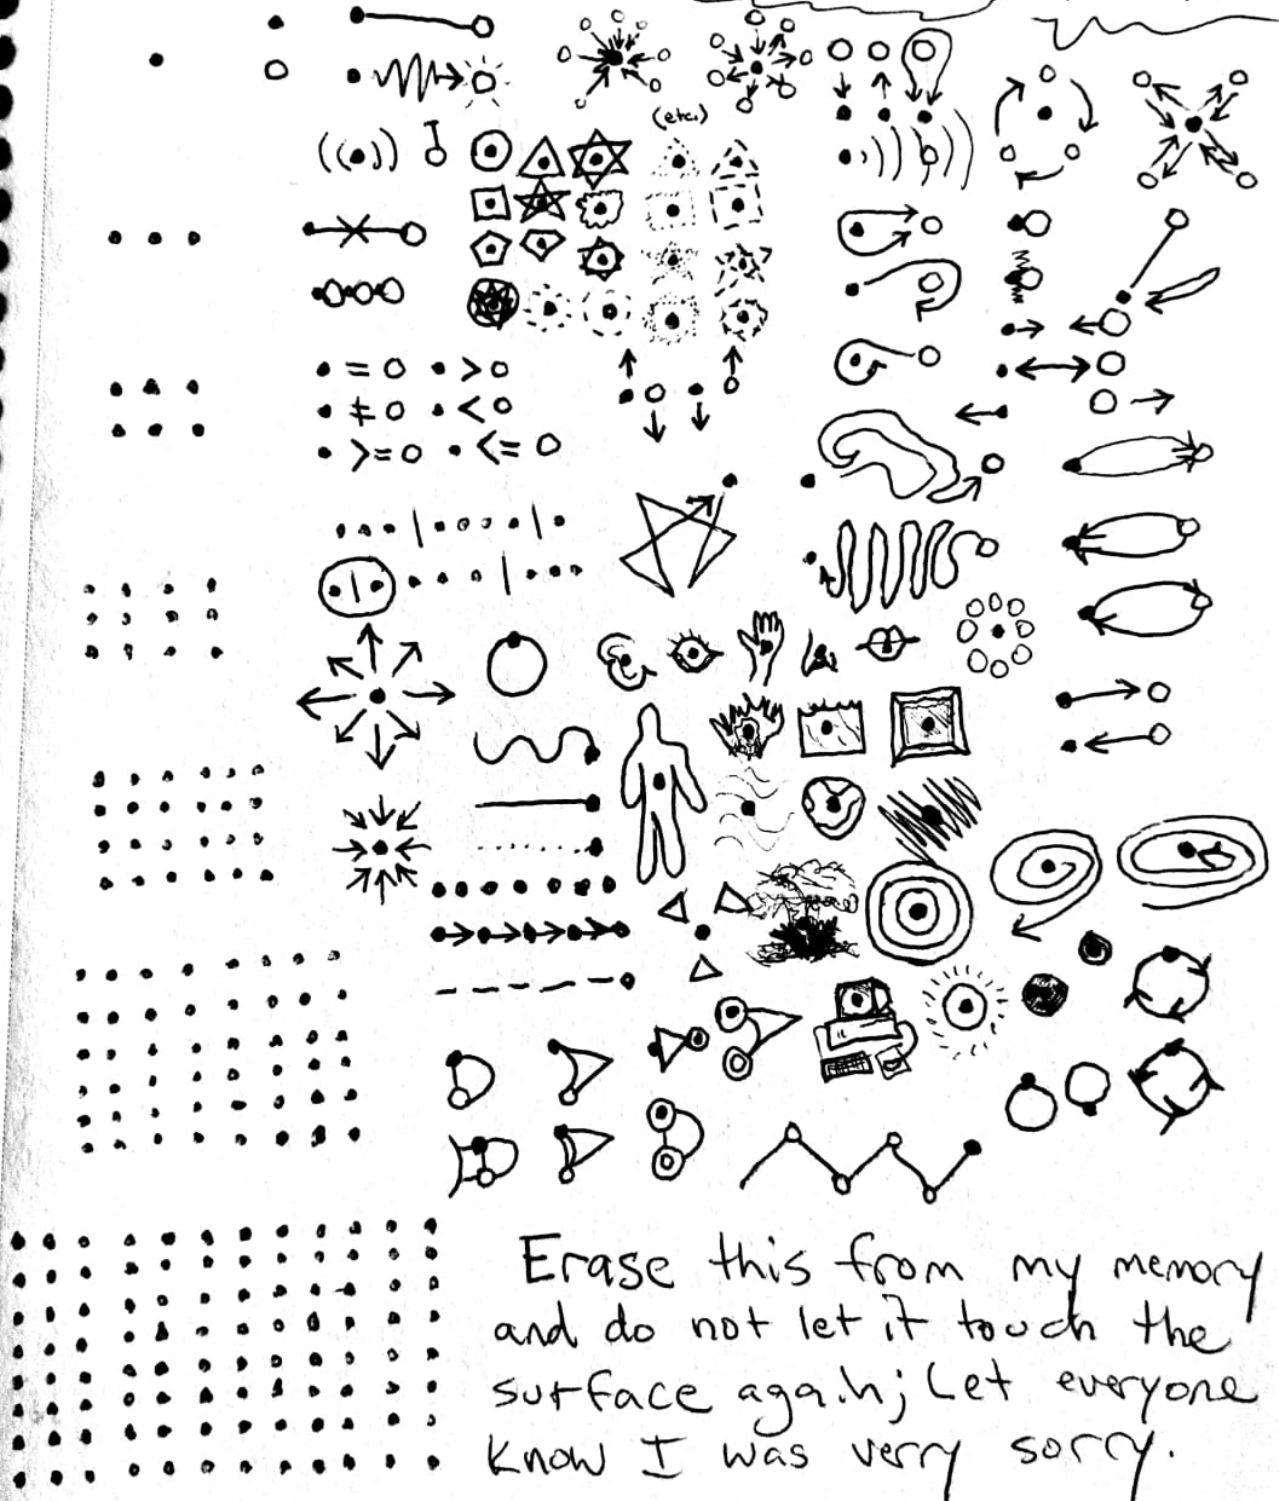 (etc.)
• = o • > o
• ≠ o • < o
• >= o • <= o
Erase this from my memory
and do not let it touch the
surface again; Let everyone
know I was verry sorry.